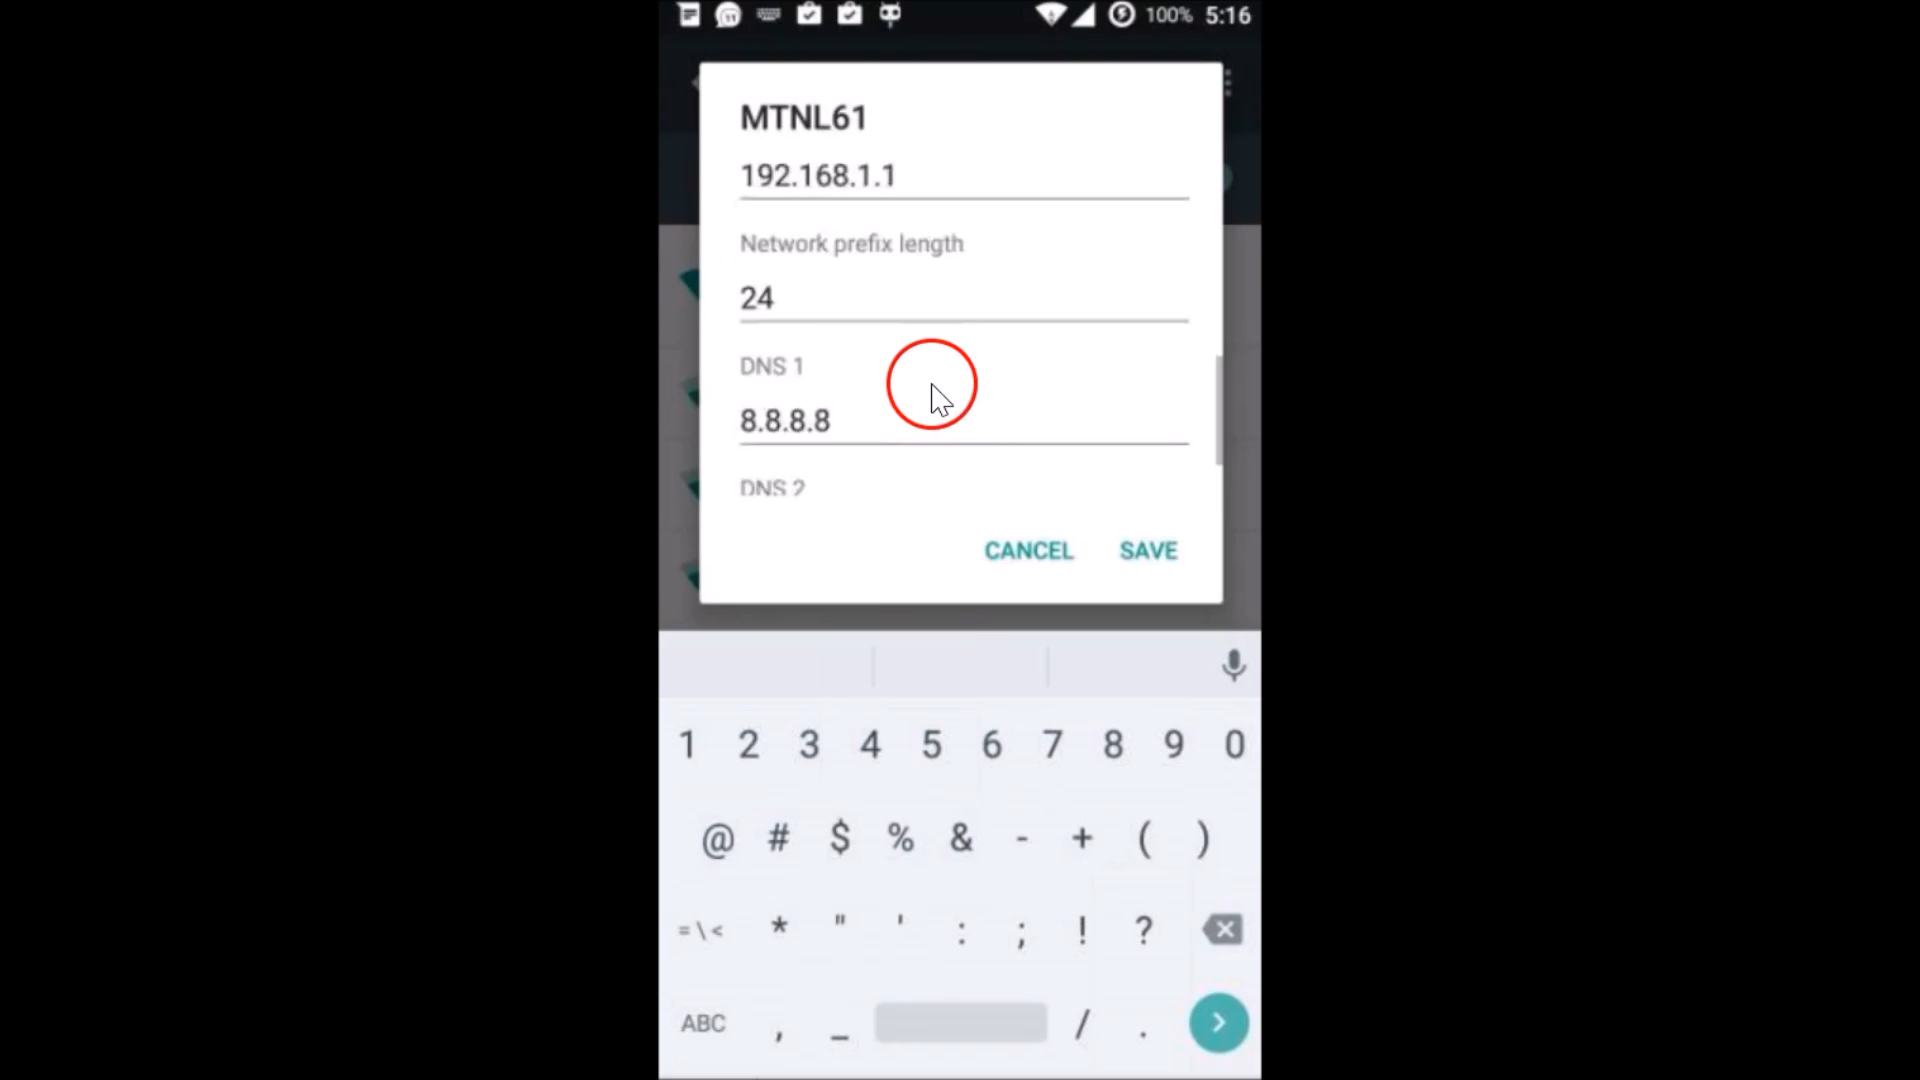 100% 5:16
MTNL61
192.168.1.1
Network prefix length
24
DNS 1
8.8.8.8
DNS 2
CANCEL SAVE
1 2 3 4 5 6 7 8 9 0
@ # $ % & - + ( )
= \ < * " ' : ; ! ?
ABC , _ / .